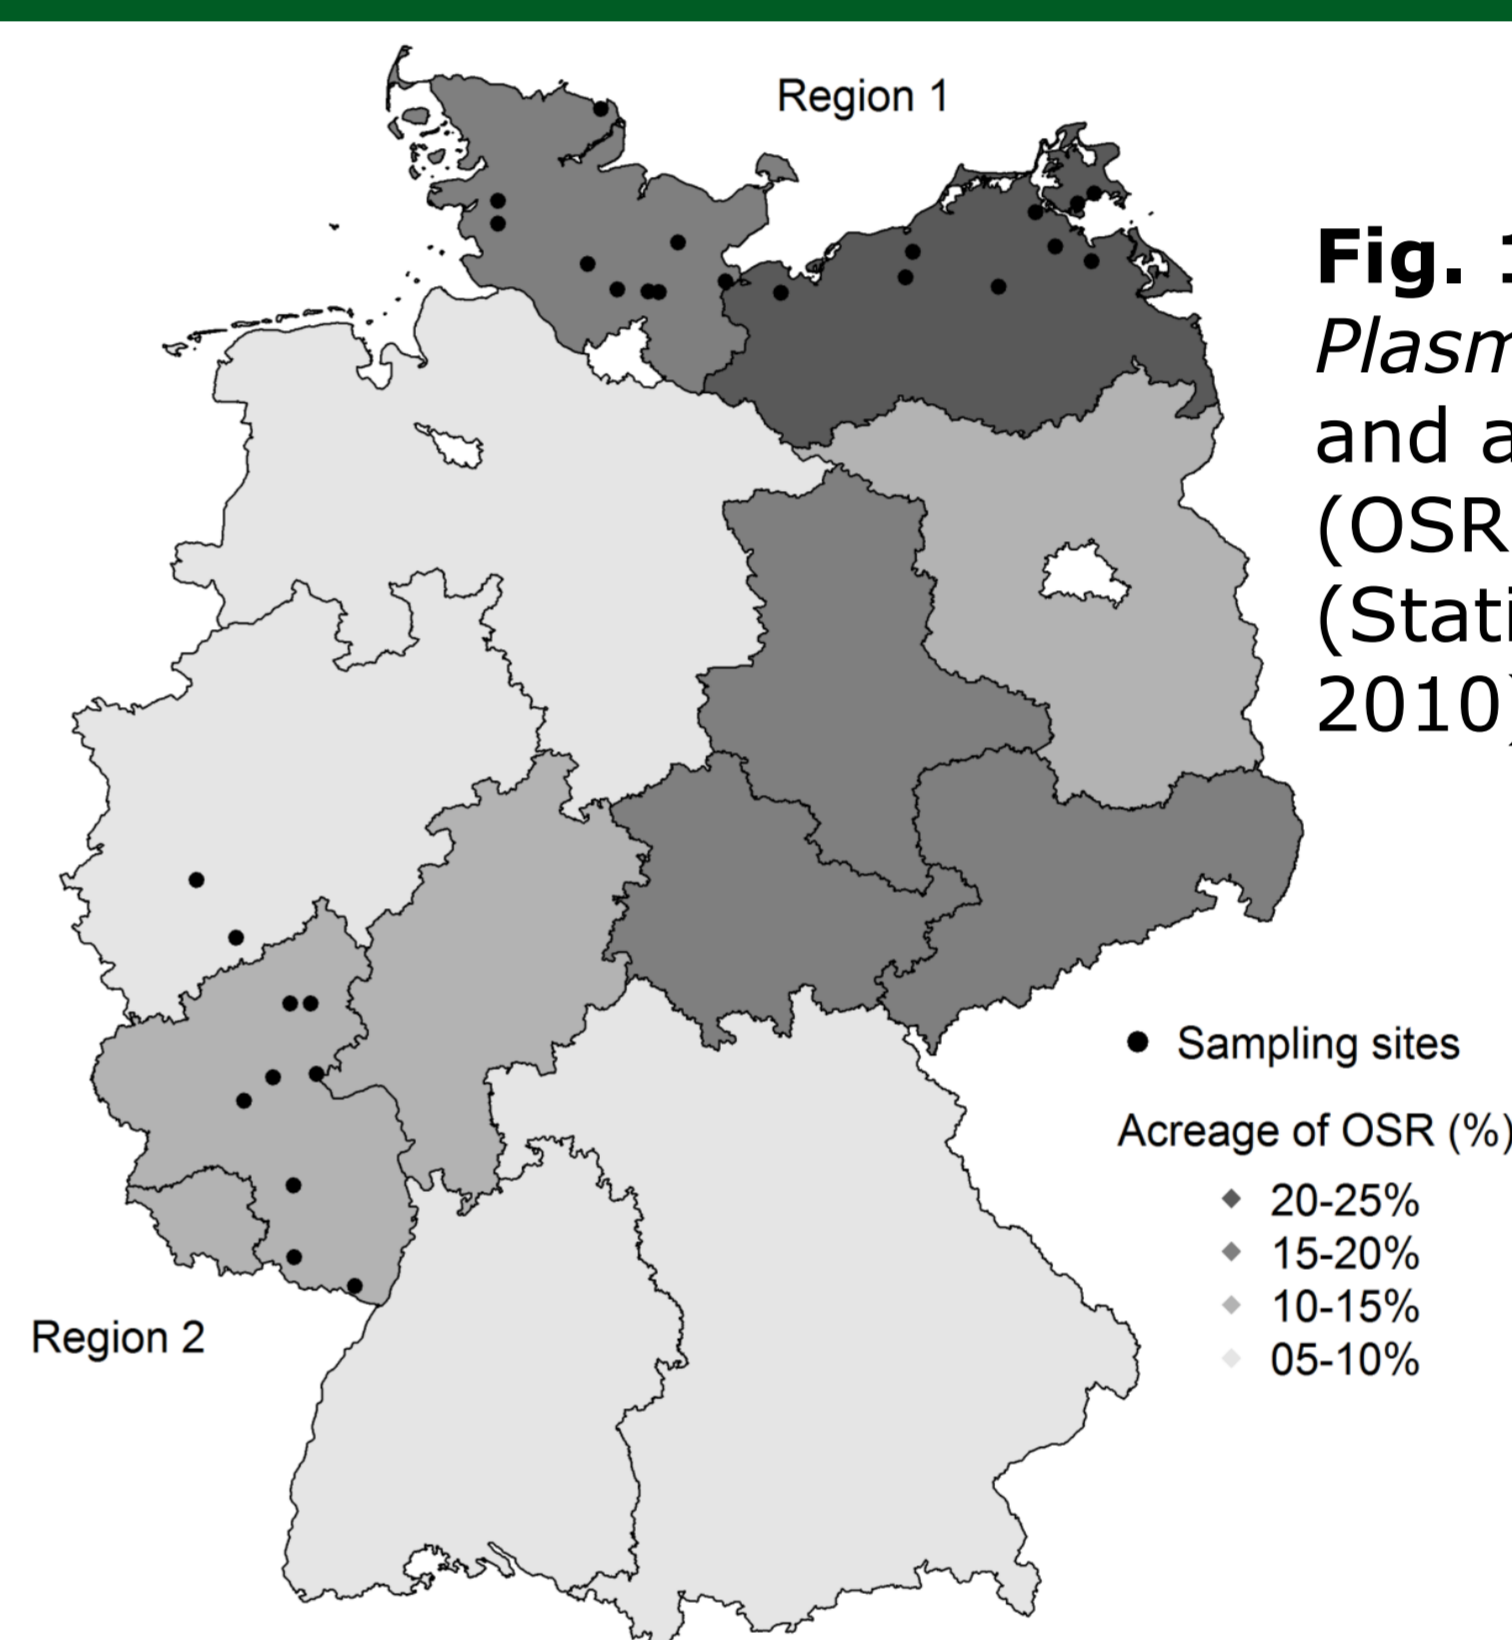 Region 1
Fig. 1
Plasm
and a
(OSR
(Stati
2010)
Sampling sites
Acreage of OSR (%)
20-25%
15-20%
10-15%
05-10%
Region 2